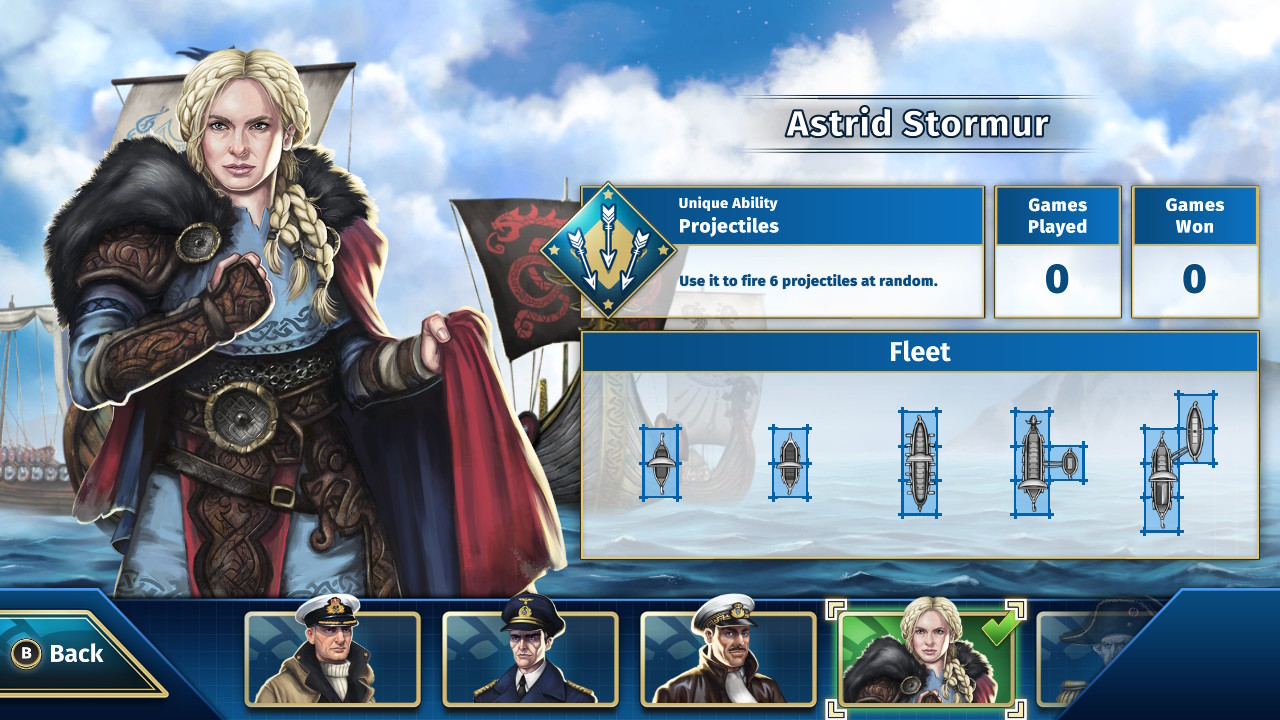 Astrid Stormur
Unique Ability
Projectiles
Use it to fire 6 projectiles at random.
Games
Played
0
Games
Won
0
Fleet
B Back